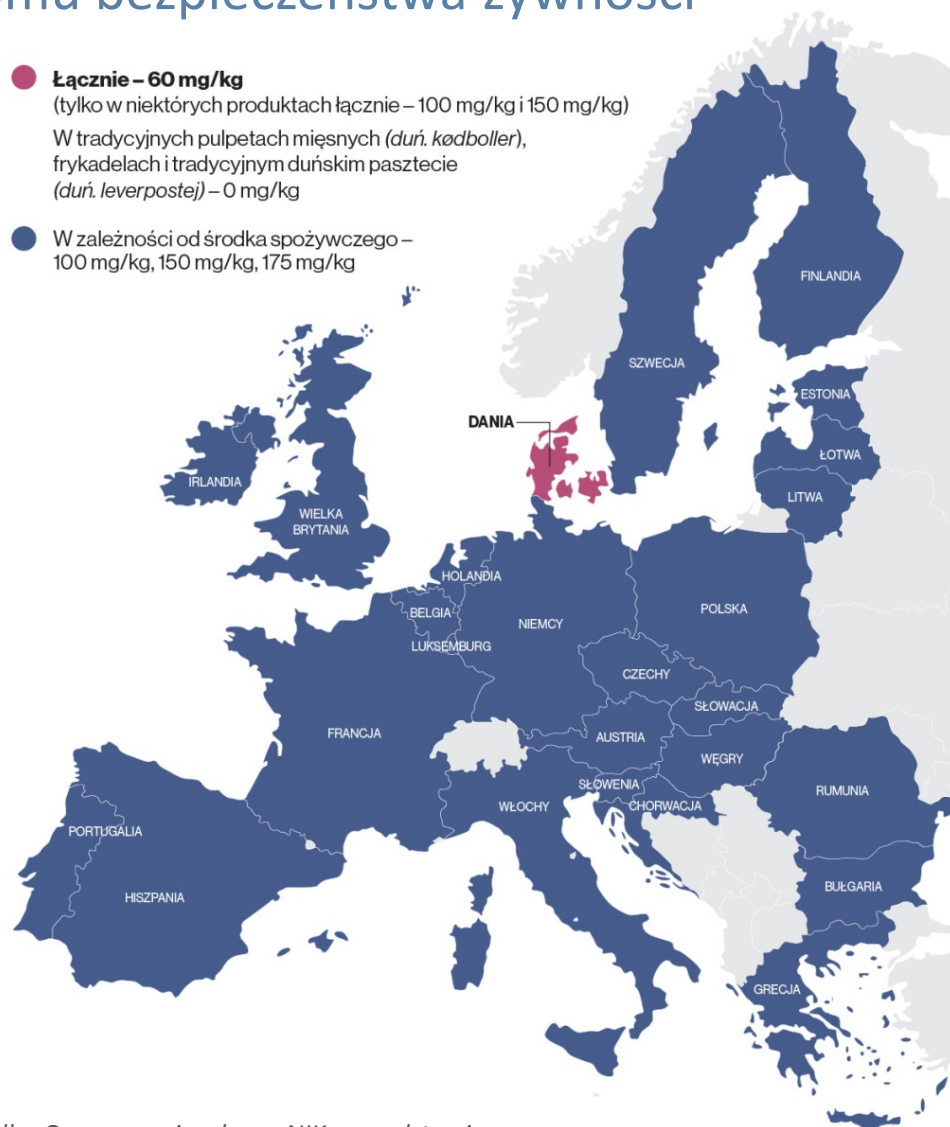 bezpieczeństwa żywności
Łącznie – 60 mg/kg
(tylko w niektórych produktach łącznie – 100 mg/kg i 150 mg/kg)
W tradycyjnych pulpetach mięsnych (duń. kødboller),
frykadelach i tradycyjnym duńskim pasztecie
(duń. leverpostej) – 0 mg/kg
W zależności od środka spożywczego –
100 mg/kg, 150 mg/kg, 175 mg/kg
FINLANDIA
SZWECJA
ESTONIA
DANIA
ŁOTWA
IRLANDIA
LITWA
WIELKA
BRYTANIA
HOLANDIA
BELGIA
POLSKA
NIEMCY
LUKSEMBURG
CZECHY
SŁOWACJA
FRANCJA
AUSTRIA
WĘGRY
SŁOWENIA
RUMUNIA
WŁOCHY
CHORWACJA
PORTUGALIA
BUŁGARIA
HISZPANIA
GRECJA